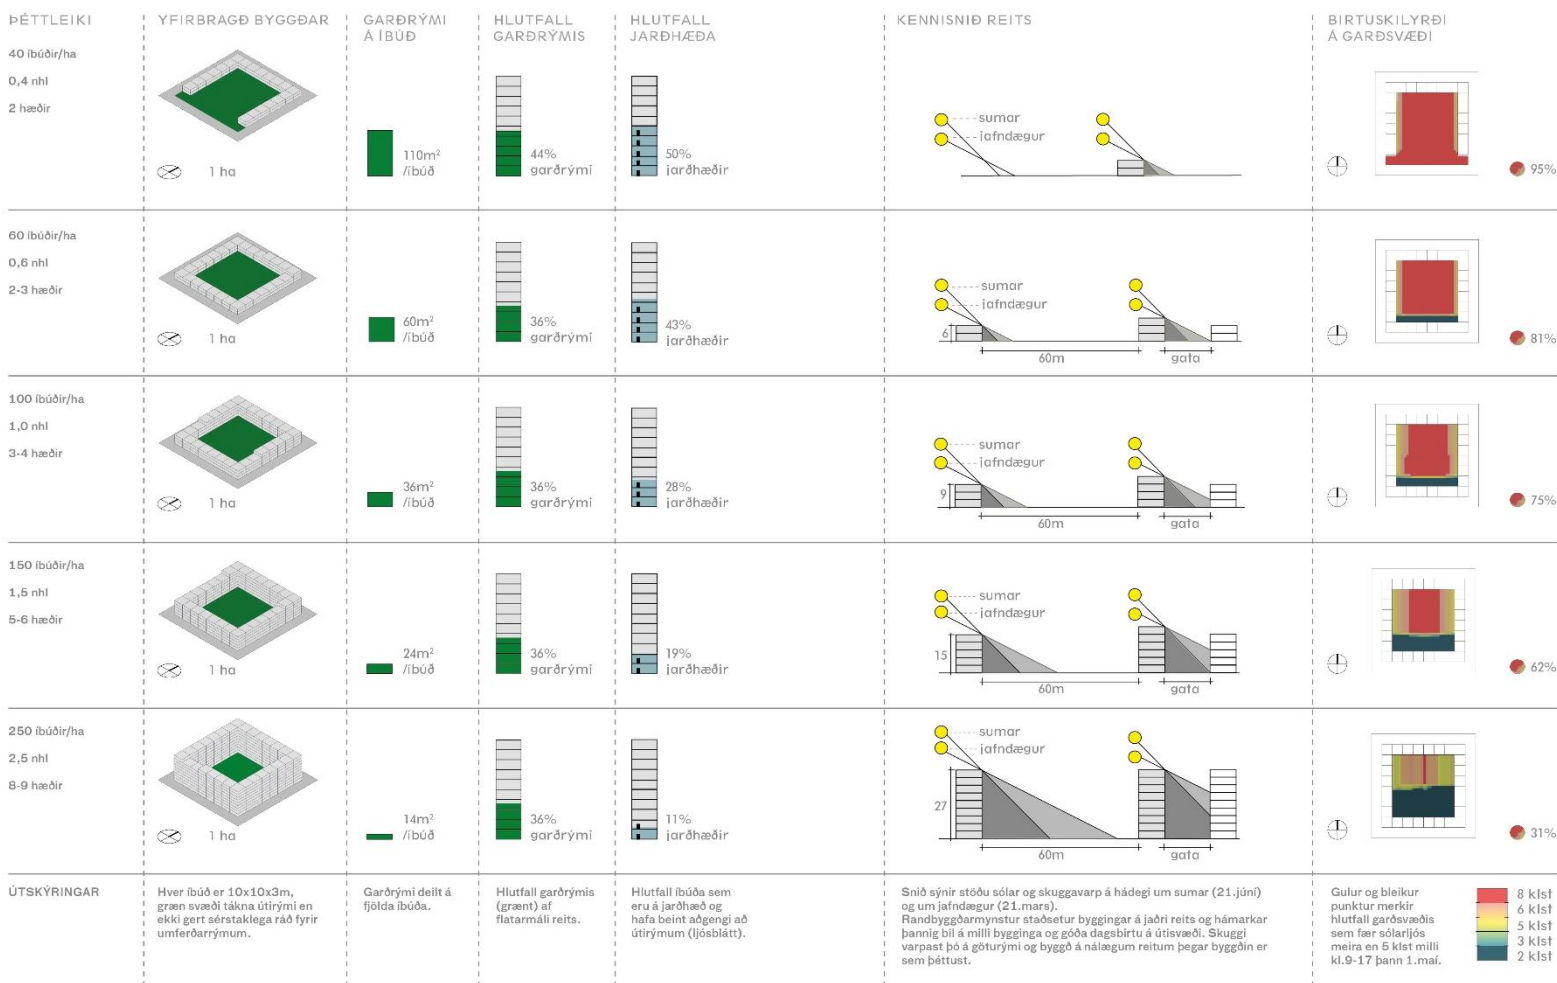 ÞÉTTLEIKI
YFIRBRAGÐ BYGGÐAR
GARÐRÝMI
Á ÍBÚÐ
HLUTFALL
GARÐRÝMIS
HLUTFALL
JARÐHÆÐA
KENNISNIÐ REITS
BIRTUSKILYRÐI
Á GARÐSVÆÐI
40 íbúðir/ha
0,4 nhl
2 hæðir
1 ha
110m²
/íbúð
44%
garðrými
50%
jarðhæðir
sumar
jafndægur
95%
60 íbúðir/ha
0,6 nhl
2-3 hæðir
1 ha
60m²
/íbúð
36%
garðrými
43%
jarðhæðir
sumar
jafndægur
6
60m
gata
81%
100 íbúðir/ha
1,0 nhl
3-4 hæðir
1 ha
36m²
/íbúð
36%
garðrými
28%
jarðhæðir
sumar
jafndægur
9
60m
gata
75%
150 íbúðir/ha
1,5 nhl
5-6 hæðir
1 ha
24m²
/íbúð
36%
garðrými
19%
jarðhæðir
sumar
jafndægur
15
60m
gata
62%
250 íbúðir/ha
2,5 nhl
8-9 hæðir
1 ha
14m²
/íbúð
36%
garðrými
11%
jarðhæðir
sumar
jafndægur
27
60m
gata
31%
ÚTSKÝRINGAR
Hver íbúð er 10x10x3m,
græn svæði tákna útirými en
ekki gert sérstaklega ráð fyrir
umferðarrýmum.
Garðrými deilt á
fjölda íbúða.
Hlutfall garðrýmis
(grænt) af
flatarmáli reits.
Hlutfall íbúða sem
eru á jarðhæð og
hafa beint aðgengi að
útirýmum (ljósblátt).
Snið sýnir stöðu sólar og skuggavarp á hádegi um sumar (21.júní)
og um jafndægur (21.mars).
Randbyggðarmynstur staðsetur byggingar á jaðri reits og hámarkar
þannig bil á milli bygginga og góða dagsbirtu á útisvæði. Skuggi
varpast þó á göturými og byggð á nálægum reitum þegar byggðin er
sem þéttust.
Gulur og bleikur
punktur merkir
hlutfall garðsvæðis
sem fær sólarljós
meira en 5 klst milli
kl.9-17 þann 1.maí.
8 klst
6 klst
5 klst
3 klst
2 klst